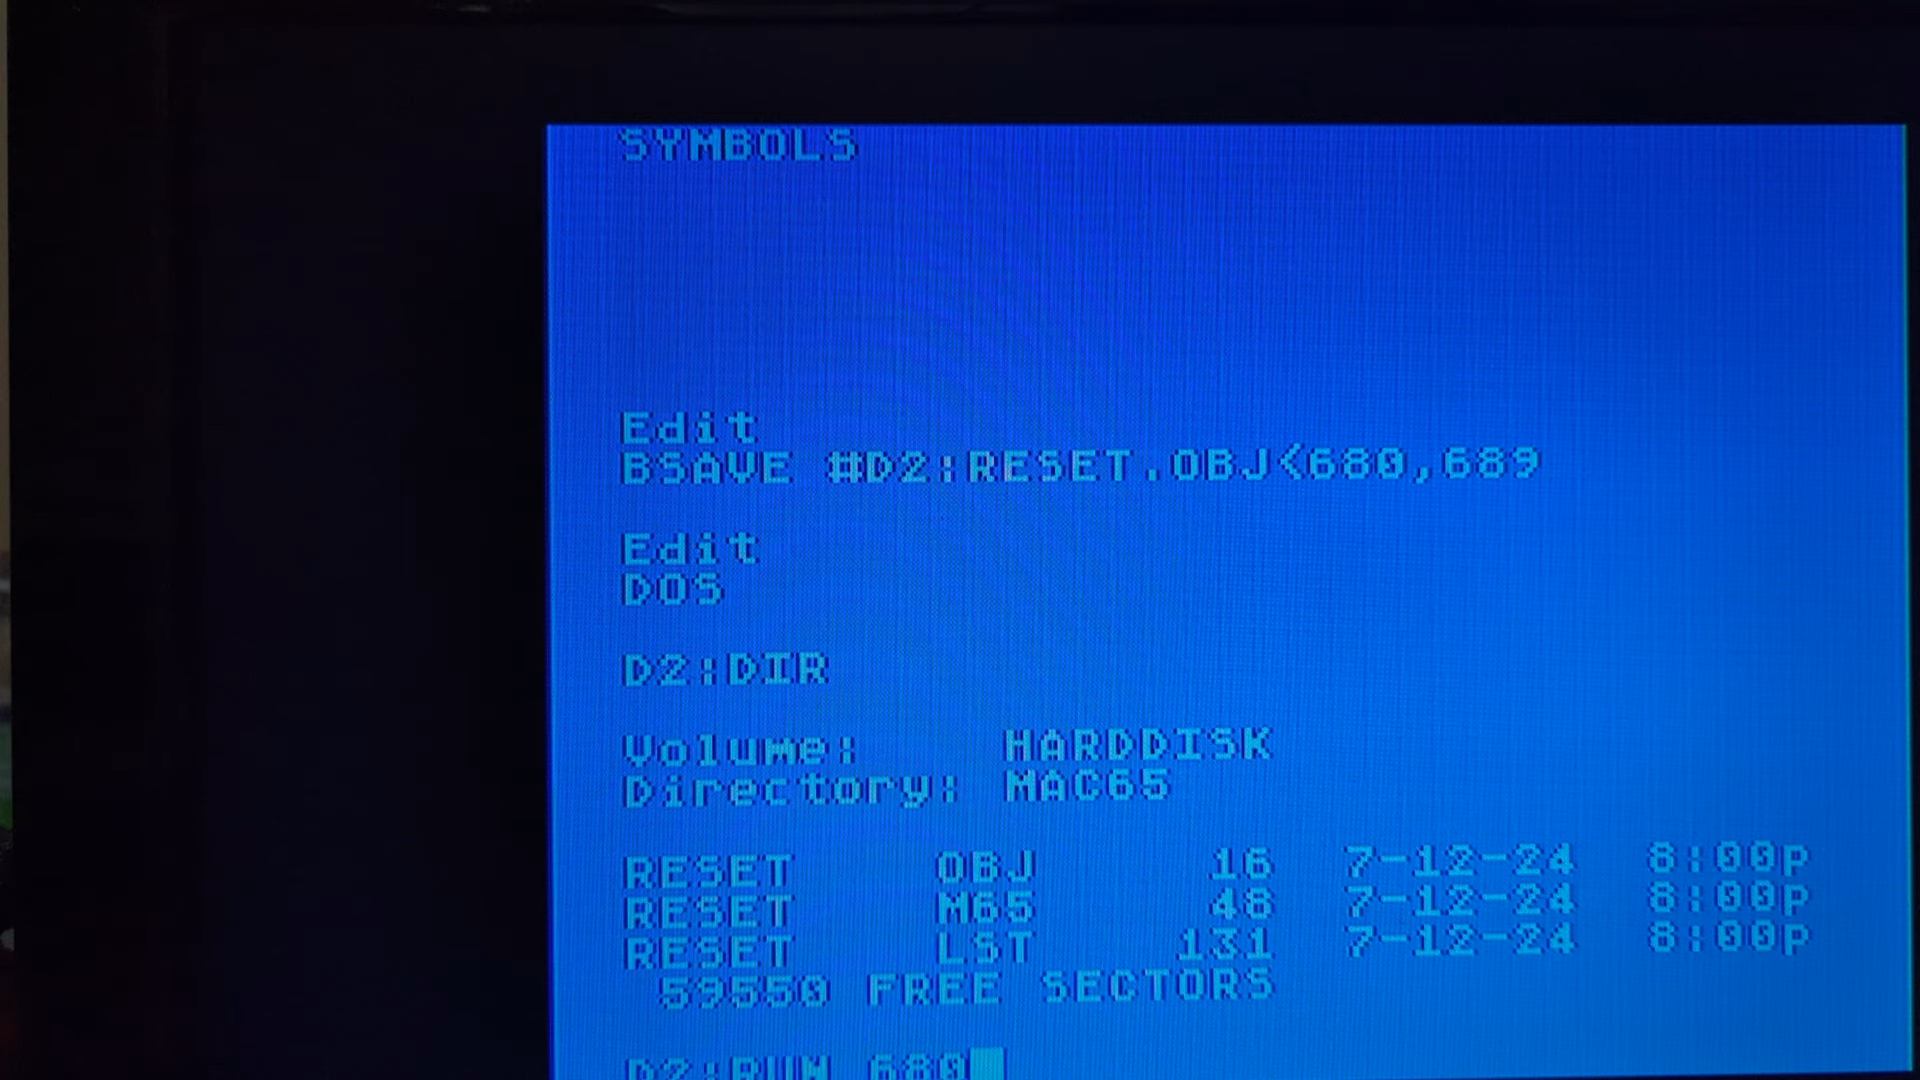 SYMBOLS
Edit
BSAVE #D2:RESET.OBJ<680,689
Edit
DOS
D2:DIR
Volume: HARDDISK
Directory: MAC65
RESET OBJ 16 7-12-24 8:00p
RESET M65 48 7-12-24 8:00p
RESET LST 131 7-12-24 8:00p
59550 FREE SECTORS
D2:RUN 680